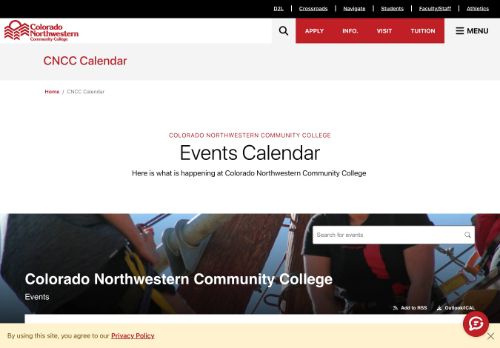 D2L
Crossroads
Navigate
Students
Faculty/Staff
Athletics
Colorado
Northwestern
Community College
APPLY
INFO.
VISIT
TUITION
MENU
CNCC Calendar
Home / CNCC Calendar
COLORADO NORTHWESTERN COMMUNITY COLLEGE
Events Calendar
Here is what is happening at Colorado Northwestern Community College
Search for events
Colorado Northwestern Community College
Events
Add to RSS
Outlook/iCAL
By using this site, you agree to our Privacy Policy